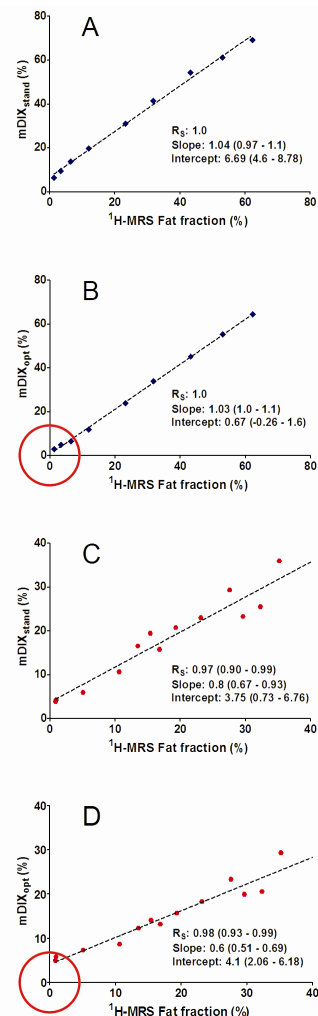 A
mDIXstand (%)
80
60
40
20
0
RS: 1.0
Slope: 1.04 (0.97 - 1.1)
Intercept: 6.69 (4.6 - 8.78)
0 20 40 60 80
1H-MRS Fat fraction (%)
B
mDIXopt (%)
80
60
40
20
0
RS: 1.0
Slope: 1.03 (1.0 - 1.1)
Intercept: 0.67 (-0.26 - 1.6)
0 20 40 60 80
1H-MRS Fat fraction (%)
C
mDIXstand (%)
40
30
20
10
0
RS: 0.97 (0.90 - 0.99)
Slope: 0.8 (0.67 - 0.93)
Intercept: 3.75 (0.73 - 6.76)
0 10 20 30 40
1H-MRS Fat fraction (%)
D
mDIXopt (%)
40
30
20
10
0
RS: 0.98 (0.93 - 0.99)
Slope: 0.6 (0.51 - 0.69)
Intercept: 4.1 (2.06 - 6.18)
0 10 20 30 40
1H-MRS Fat fraction (%)